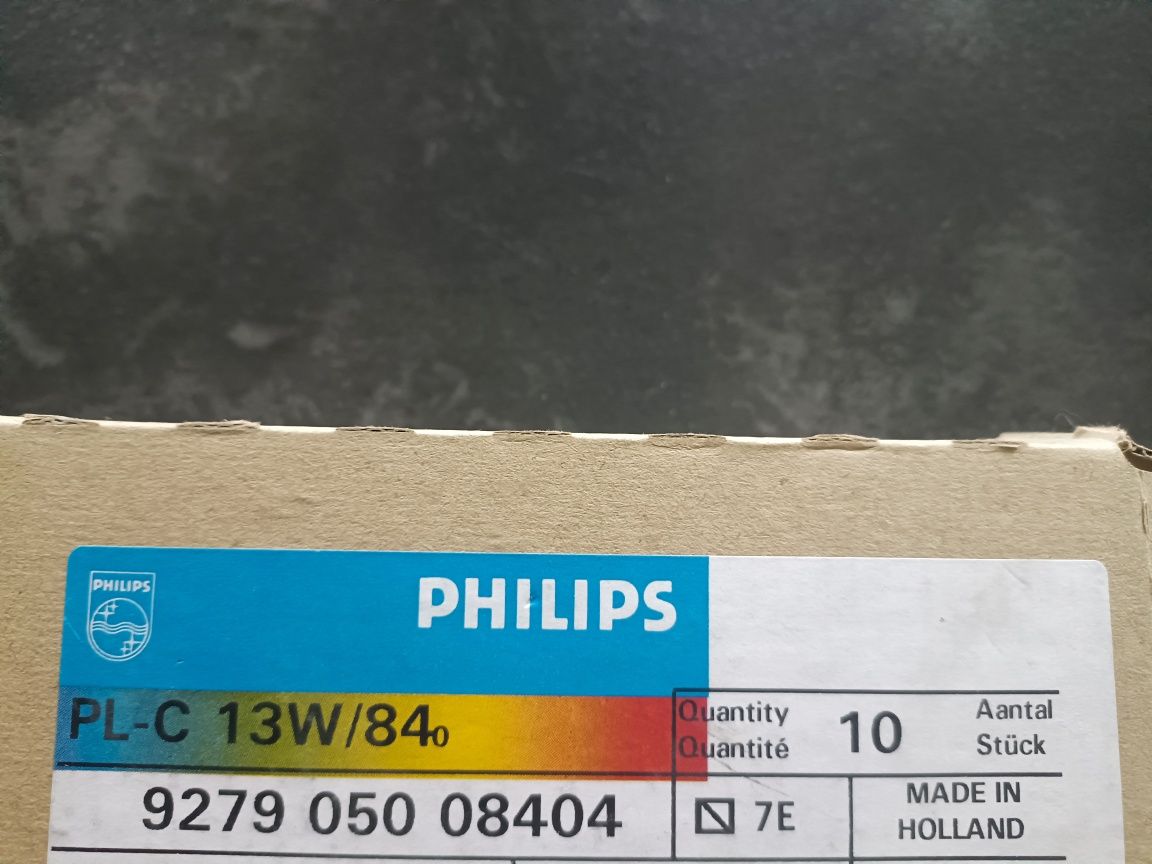 PHILIPS
PHILIPS
PL-C 13W/840
Quantity 10 Aantal
Quantité Stück
9279 050 08404
7E
MADE IN
HOLLAND